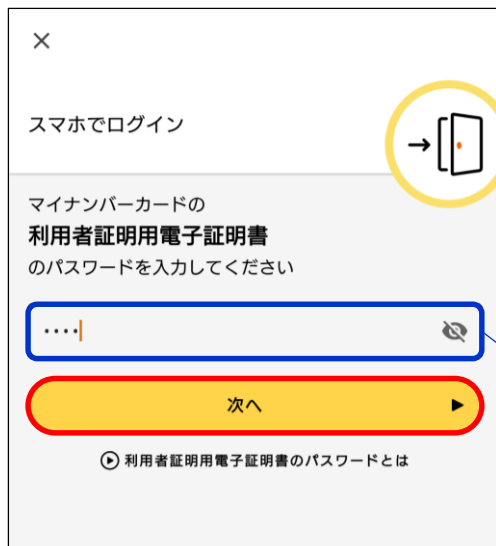 スマホでログイン
マイナンバーカードの
利用者証明用電子証明書
のパスワードを入力してください
････
次へ
利用者証明用電子証明書のパスワードとは